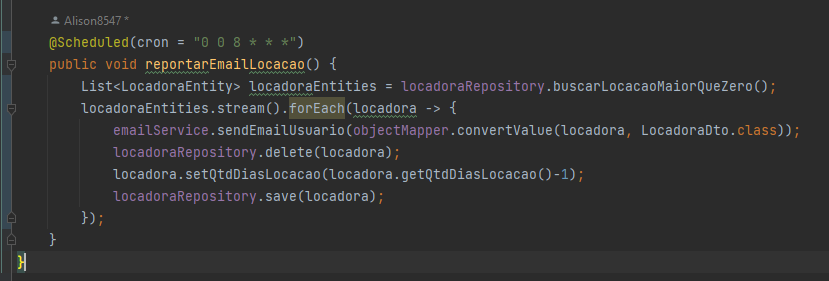 Alison8547 *
@Scheduled(cron = "0 0 8 * * *")
public void reportarEmailLocacao() {
List<LocadoraEntity> locadoraEntities = locadoraRepository.buscarLocacaoMaiorQueZero();
locadoraEntities.stream().forEach(locadora -> {
emailService.sendEmailUsuario(objectMapper.convertValue(locadora, LocadoraDto.class));
locadoraRepository.delete(locadora);
locadora.setQtdDiasLocacao(locadora.getQtdDiasLocacao()-1);
locadoraRepository.save(locadora);
});
}
}